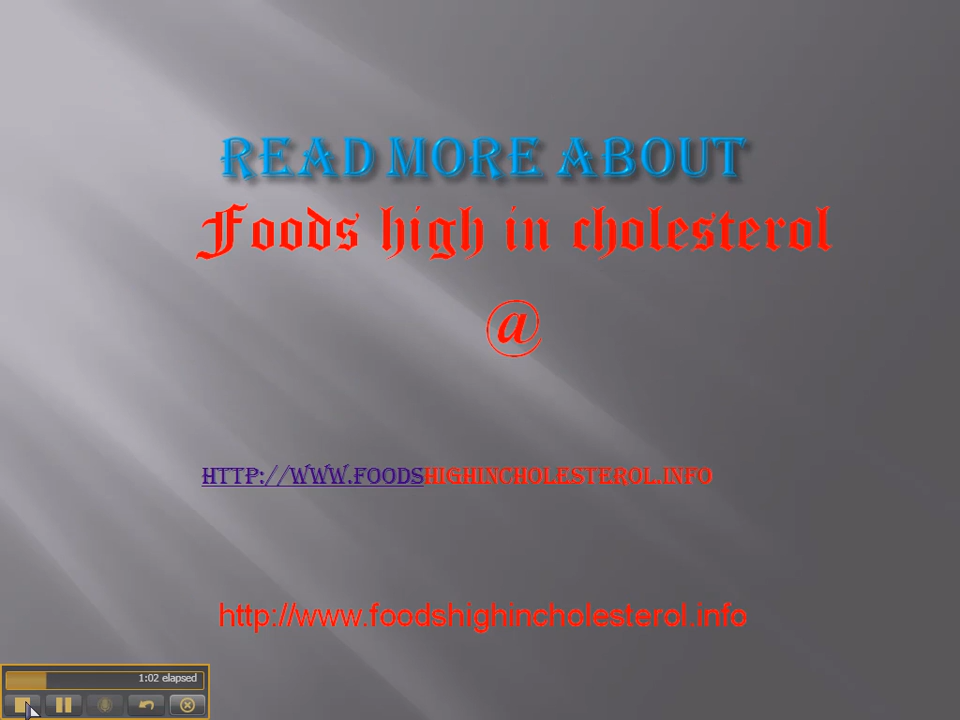 READ MORE ABOUT
Foods high in cholesterol
@
HTTP://WWW.FOODSHIGHINCHOLESTEROL.INFO
http://www.foodshighincholesterol.info
1:02 elapsed